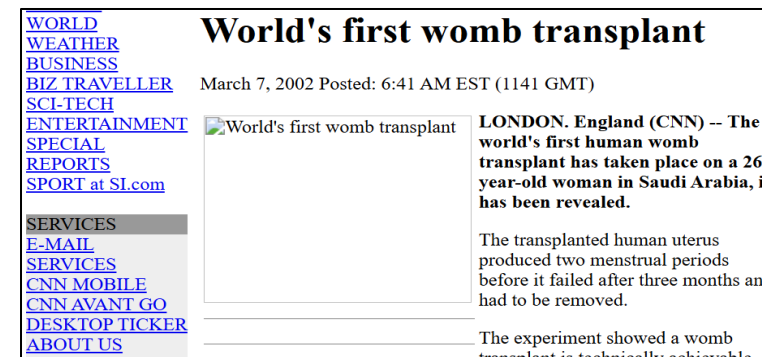 WORLD
WEATHER
BUSINESS
BIZ TRAVELLER
SCI-TECH
ENTERTAINMENT
SPECIAL
REPORTS
SPORT at SI.com
SERVICES
E-MAIL
SERVICES
CNN MOBILE
CNN AVANT GO
DESKTOP TICKER
ABOUT US
World's first womb transplant
March 7, 2002 Posted: 6:41 AM EST (1141 GMT)
World's first womb transplant
LONDON. England (CNN) -- The
world's first human womb
transplant has taken place on a 26
year-old woman in Saudi Arabia,
has been revealed.
The transplanted human uterus
produced two menstrual periods
before it failed after three months
had to be removed.
The experiment showed a womb
transplant is technically achievable